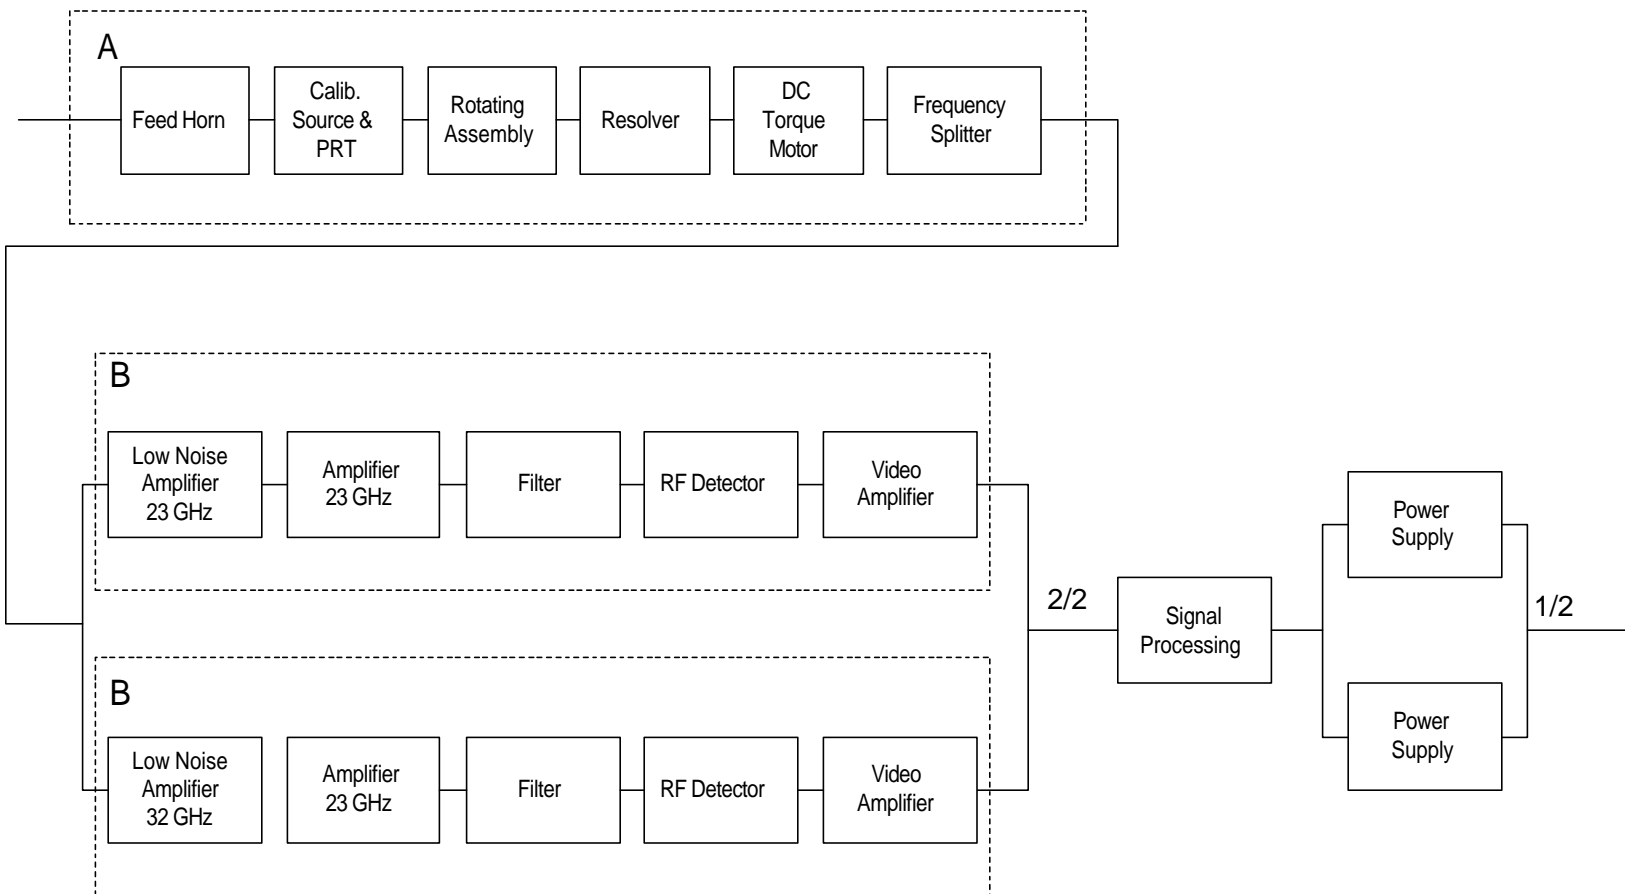 A
Feed Horn
Calib.
Source &
PRT
Rotating
Assembly
Resolver
DC
Torque
Motor
Frequency
Splitter
B
Low Noise
Amplifier
23 GHz
Amplifier
23 GHz
Filter
RF Detector
Video
Amplifier
B
Low Noise
Amplifier
32 GHz
Amplifier
23 GHz
Filter
RF Detector
Video
Amplifier
2/2
Signal
Processing
Power
Supply
Power
Supply
1/2